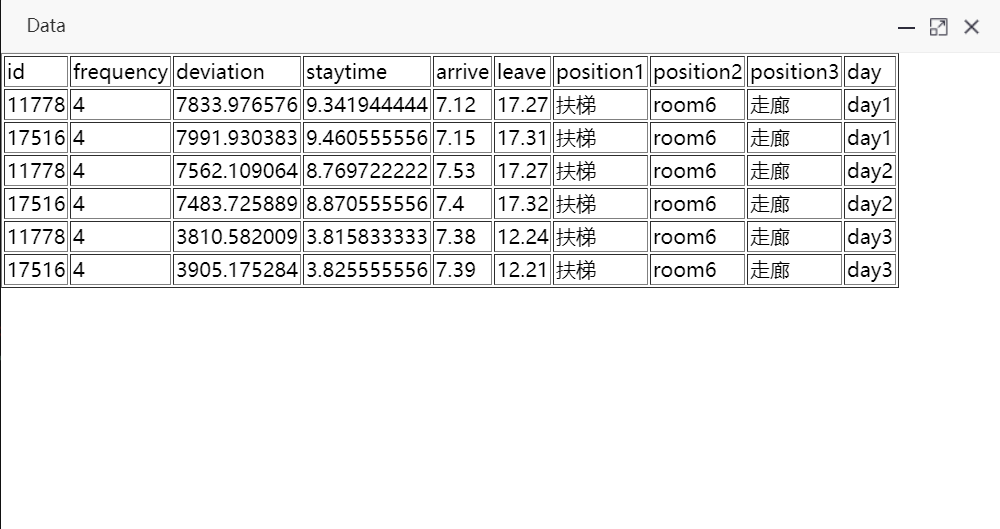 Data
id frequency deviation staytime arrive leave position1 position2 position3 day
11778 4 7833.976576 9.341944444 7.12 17.27 扶梯 room6 走廊 day1
17516 4 7991.930383 9.460555556 7.15 17.31 扶梯 room6 走廊 day1
11778 4 7562.109064 8.769722222 7.53 17.27 扶梯 room6 走廊 day2
17516 4 7483.725889 8.870555556 7.4 17.32 扶梯 room6 走廊 day2
11778 4 3810.582009 3.815833333 7.38 12.24 扶梯 room6 走廊 day3
17516 4 3905.175284 3.825555556 7.39 12.21 扶梯 room6 走廊 day3